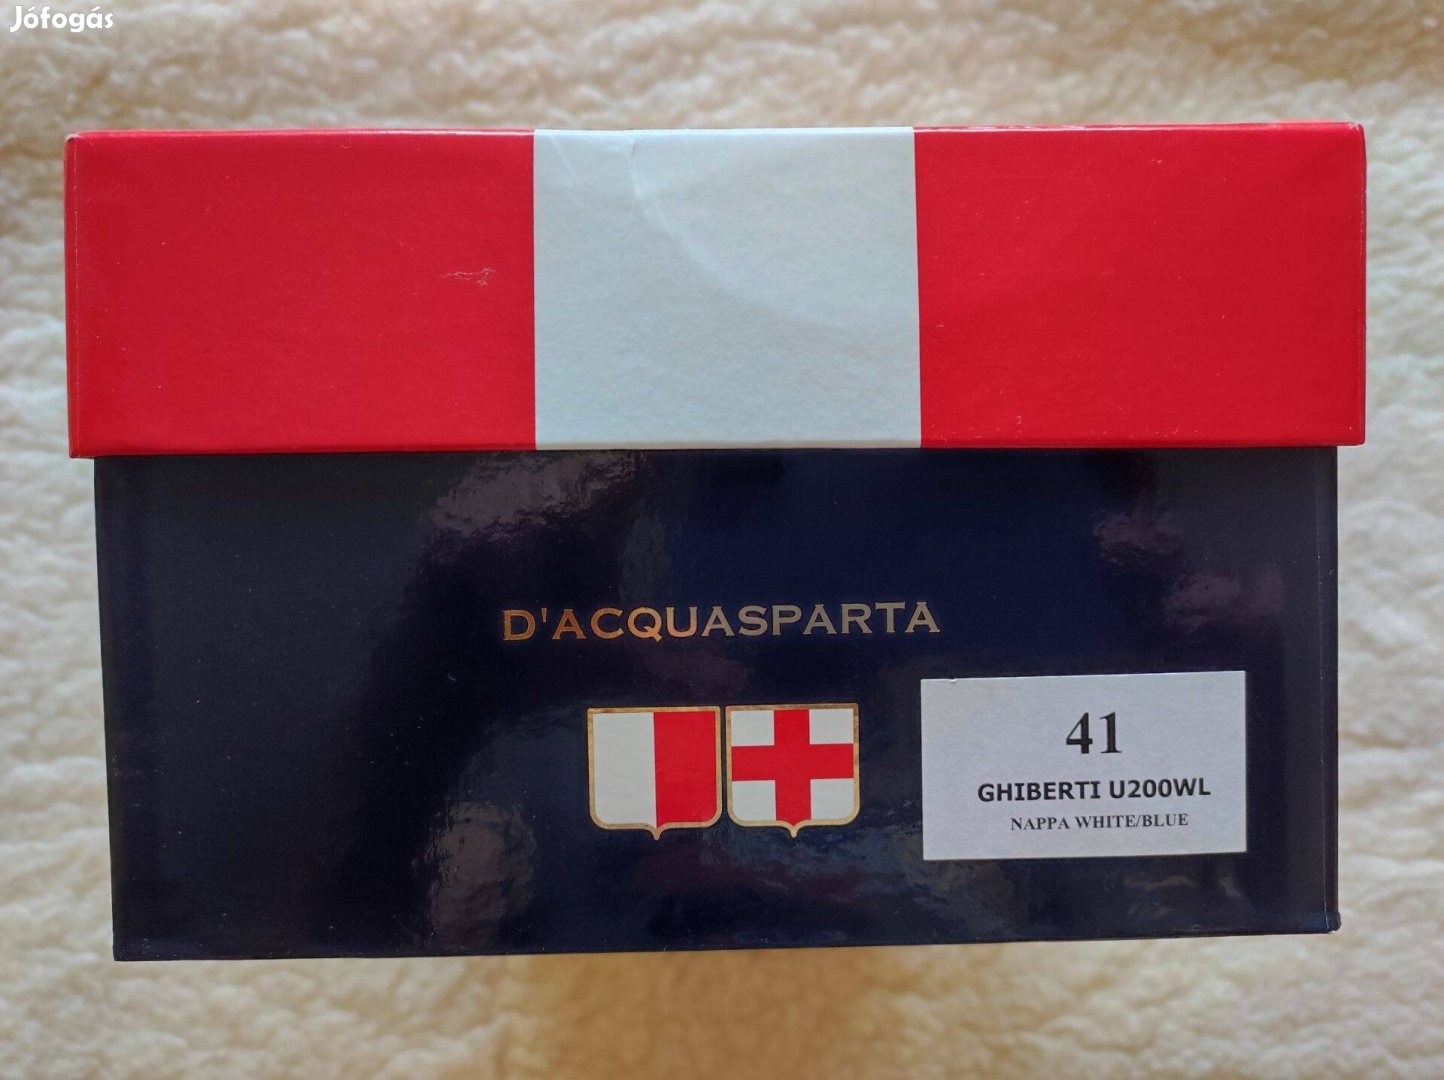 Jófogás
D'ACQUASPARTA
41
GHIBERTI U200WL
NAPPA WHITE/BLUE